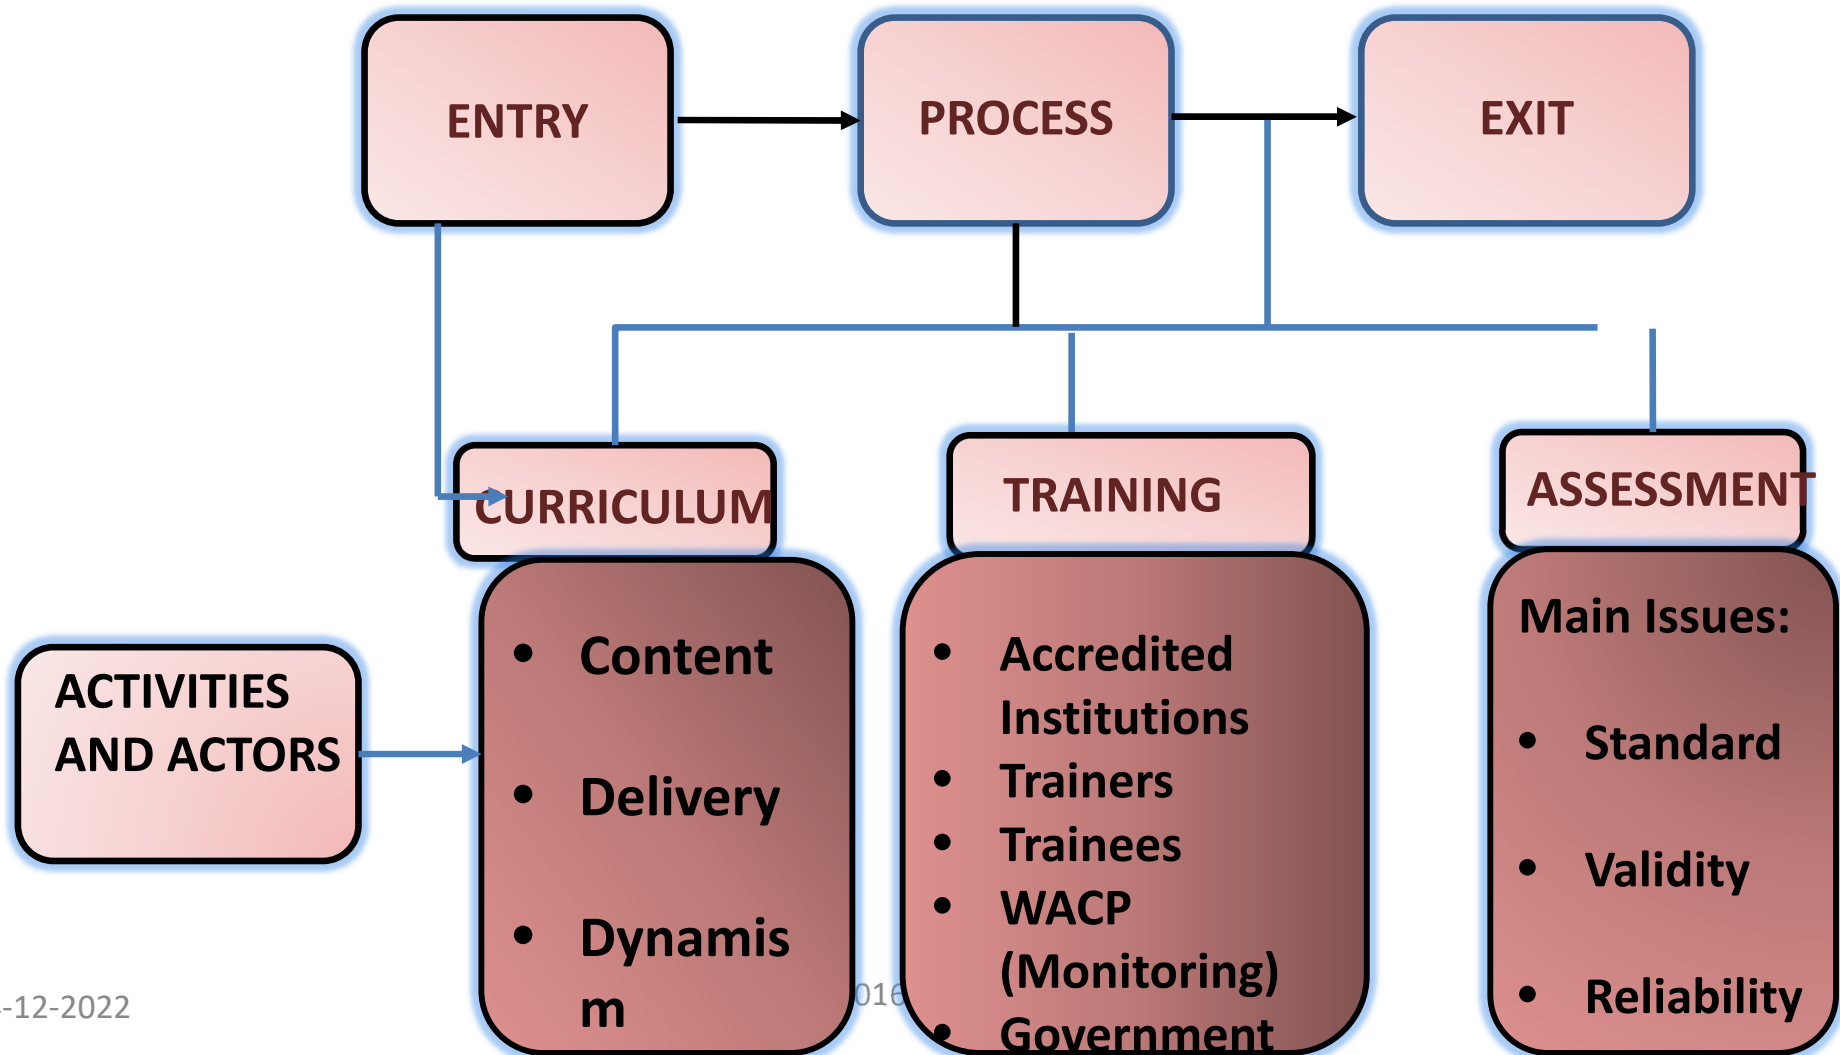 ENTRY
PROCESS
EXIT
CURRICULUM
TRAINING
ASSESSMENT
ACTIVITIES
AND ACTORS
• Content
• Delivery
• Dynamis
m
• Accredited
Institutions
• Trainers
• Trainees
• WACP
(Monitoring)
• Government
Main Issues:
• Standard
• Validity
• Reliability
-12-2022
016